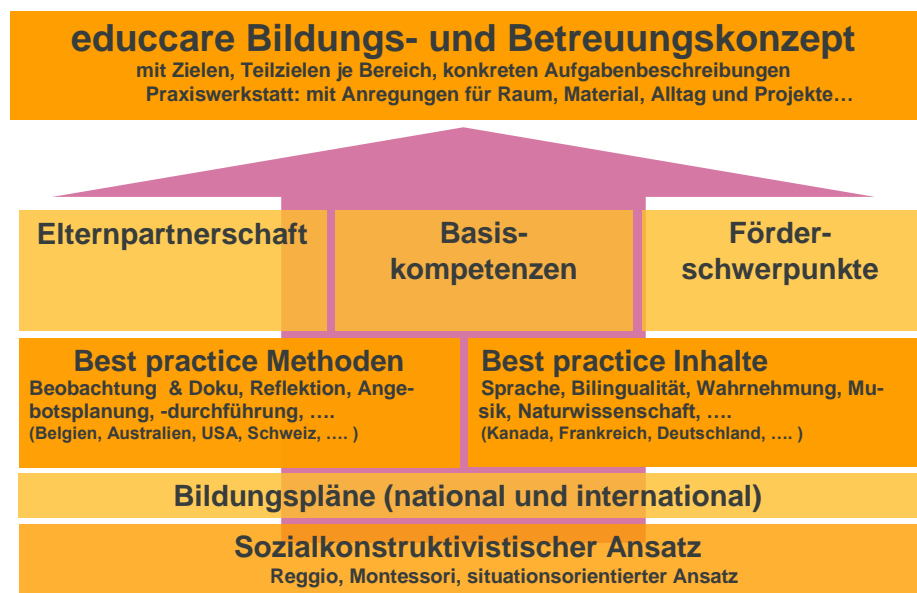 educcare Bildungs- und Betreuungskonzept
mit Zielen, Teilzielen je Bereich, konkreten Aufgabenbeschreibungen
Praxiswerkstatt: mit Anregungen für Raum, Material, Alltag und Projekte…
Elternpartnerschaft
Basis-
kompetenzen
Förder-
schwerpunkte
Best practice Methoden
Beobachtung & Doku, Reflektion, Ange-
botsplanung, -durchführung, ….
(Belgien, Australien, USA, Schweiz, …. )
Best practice Inhalte
Sprache, Bilingualität, Wahrnehmung, Mu-
sik, Naturwissenschaft, ….
(Kanada, Frankreich, Deutschland, …. )
Bildungspläne (national und international)
Sozialkonstruktivistischer Ansatz
Reggio, Montessori, situationsorientierter Ansatz